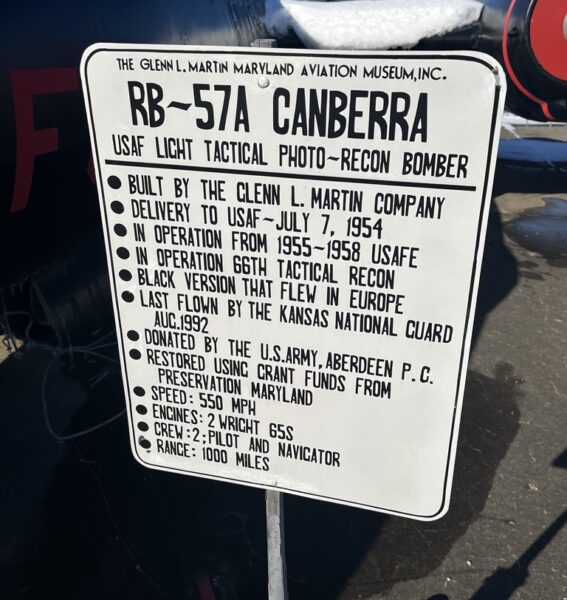 THE GLENN L. MARTIN MARYLAND AVIATION MUSEUM, INC.
RB~57A CANBERRA
USAF LIGHT TACTICAL PHOTO~RECON BOMBER
● BUILT BY THE GLENN L. MARTIN COMPANY
● DELIVERY TO USAF~JULY 7, 1954
● IN OPERATION FROM 1955~1958 USAFE
● IN OPERATION 66TH TACTICAL RECON
● BLACK VERSION THAT FLEW IN EUROPE
● LAST FLOWN BY THE KANSAS NATIONAL GUARD
AUG.1992
● DONATED BY THE U.S.ARMY, ABERDEEN P.C.
● RESTORED USING GRANT FUNDS FROM
PRESERVATION MARYLAND
● SPEED: 550 MPH
● ENGINES: 2 WRIGHT 65S
● CREW: 2; PILOT AND NAVIGATOR
● RANGE: 1000 MILES
F